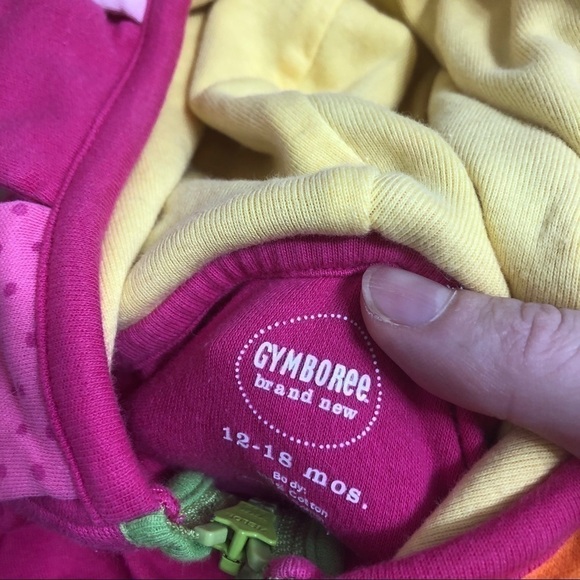 GYMBOREE
brand new
12-18 mos.
Body:
Cotton